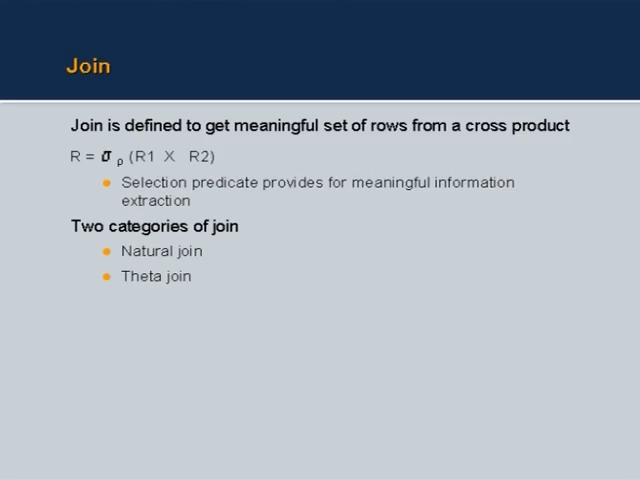 Join
Join is defined to get meaningful set of rows from a cross product
R = σ ρ (R1 X R2)
Selection predicate provides for meaningful information
extraction
Two categories of join
Natural join
Theta join